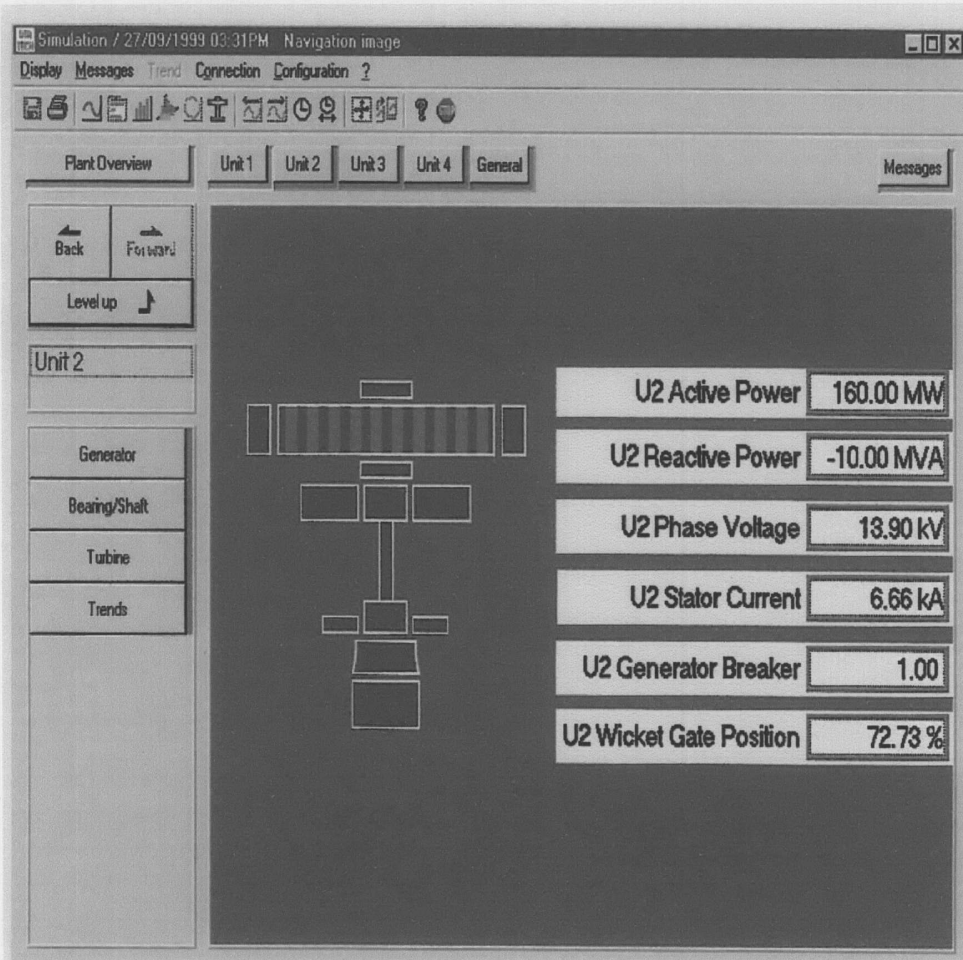 Simulation / 27/09/1999 03:31PM Navigation image
Display Messages Trend Connection Configuration ?
Plant Overview Unit 1 Unit 2 Unit 3 Unit 4 General Messages
Back Forward
Level up
Unit 2
Generator
Bearing/Shaft
Turbine
Trends
U2 Active Power 160.00 MW
U2 Reactive Power -10.00 MVA
U2 Phase Voltage 13.90 kV
U2 Stator Current 6.66 kA
U2 Generator Breaker 1.00
U2 Wicket Gate Position 72.73 %